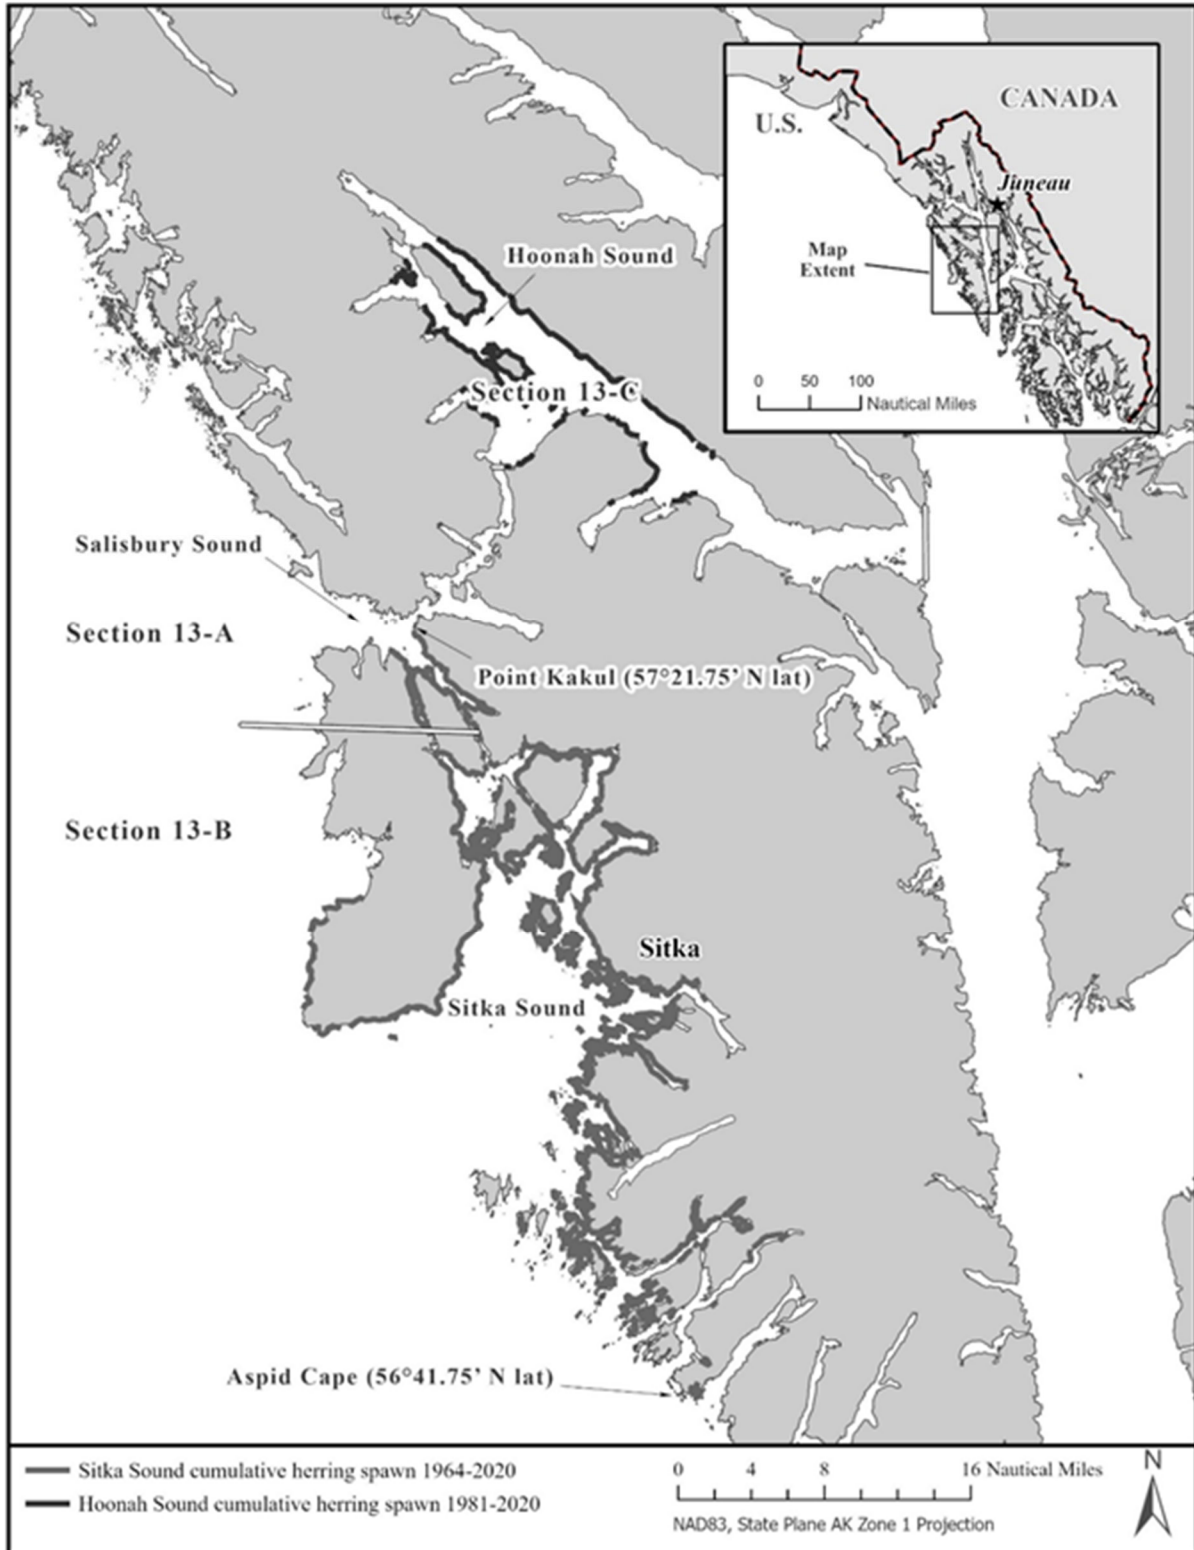 CANADA
U.S.
Juneau
Map
Extent
0 50 100
Nautical Miles
Hoonah Sound
Section 13-C
Salisbury Sound
Section 13-A
Point Kakul (57°21.75' N lat)
Section 13-B
Sitka
Sitka Sound
Aspid Cape (56°41.75' N lat)
Sitka Sound cumulative herring spawn 1964-2020
Hoonah Sound cumulative herring spawn 1981-2020
0 4 8 16 Nautical Miles
NAD83, State Plane AK Zone 1 Projection
N